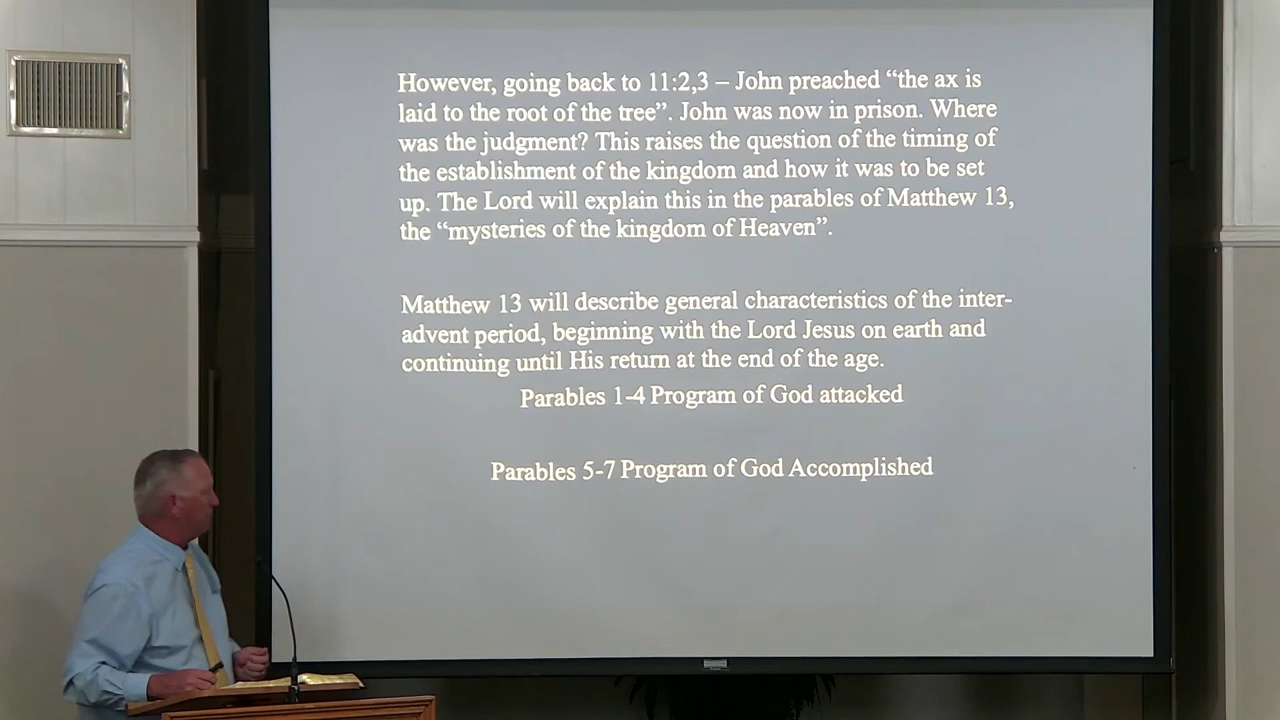 However, going back to 11:2,3 – John preached “the ax is
laid to the root of the tree”. John was now in prison. Where
was the judgment? This raises the question of the timing of
the establishment of the kingdom and how it was to be set
up. The Lord will explain this in the parables of Matthew 13,
the “mysteries of the kingdom of Heaven”.
Matthew 13 will describe general characteristics of the inter-
advent period, beginning with the Lord Jesus on earth and
continuing until His return at the end of the age.
Parables 1-4 Program of God attacked
Parables 5-7 Program of God Accomplished